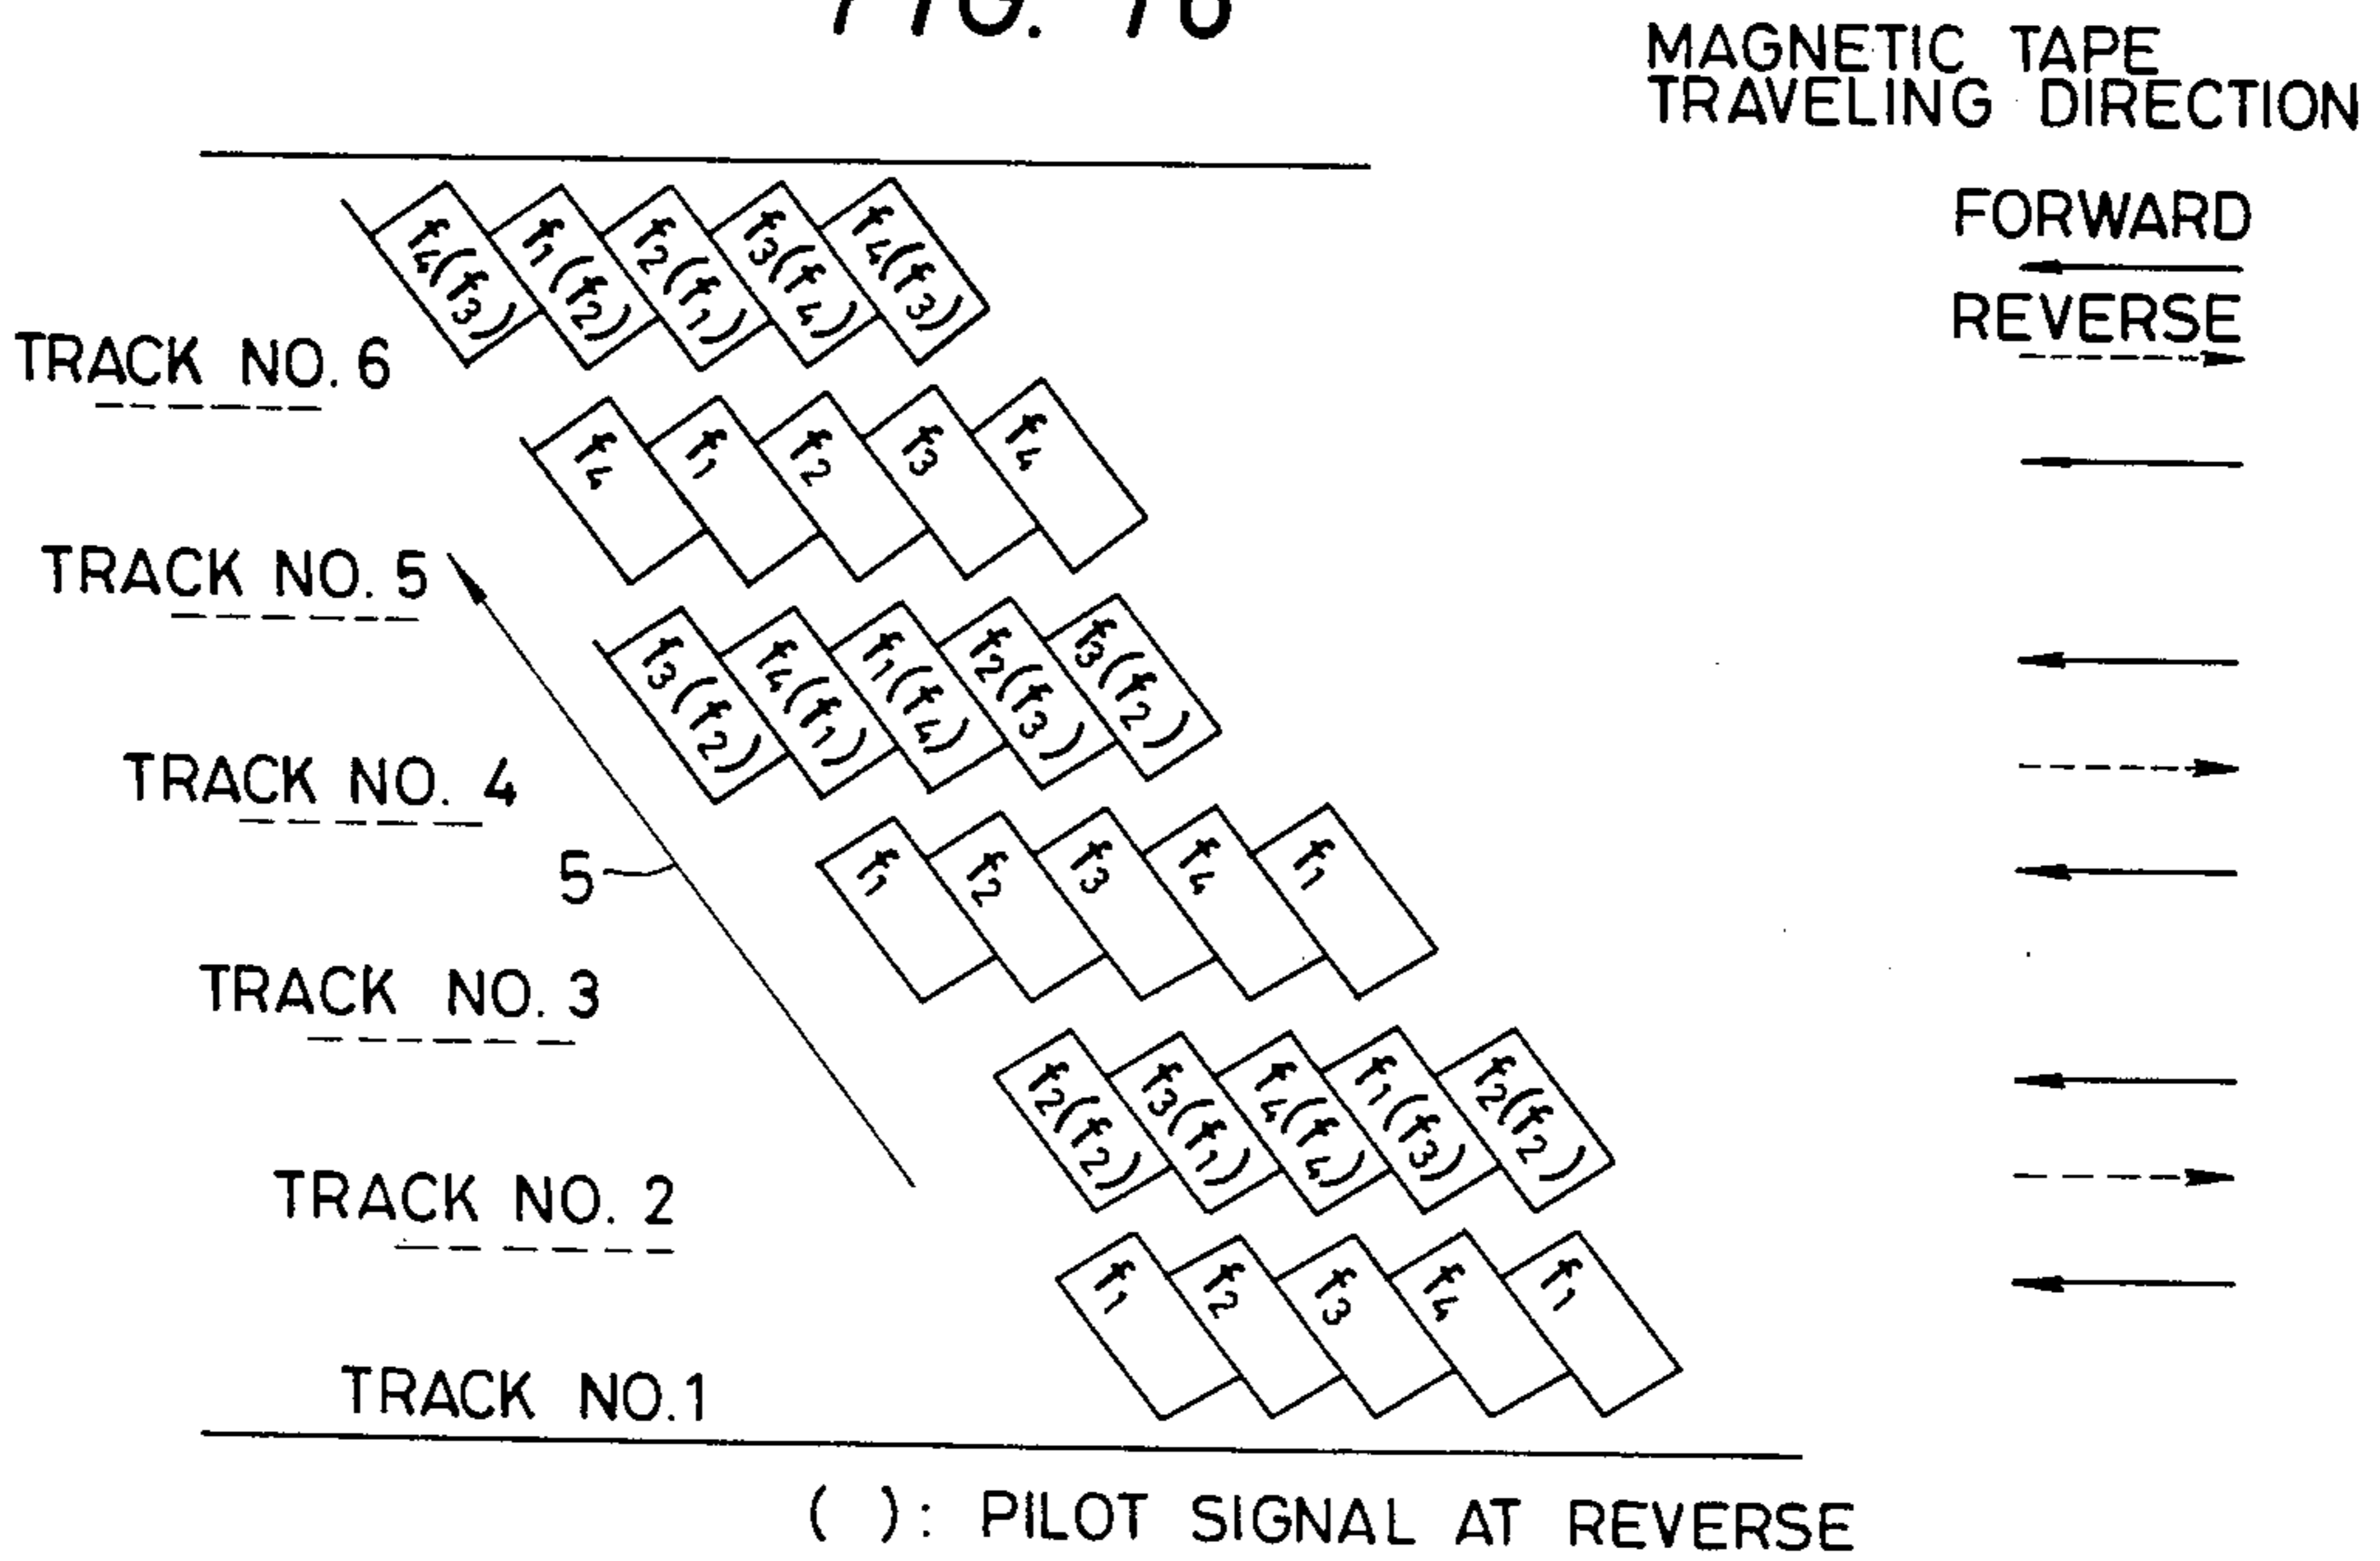 FIG. 16
MAGNETIC TAPE
TRAVELING DIRECTION
FORWARD
REVERSE
f4(f3) f1(f2) f2(f1) f3(f4) f4(f3)
TRACK NO. 6
f4 f1 f2 f3 f4
TRACK NO. 5
f3(f2) f4(f1) f1(f4) f2(f3) f3(f2)
TRACK NO. 4
5
f1 f2 f3 f4 f1
TRACK NO. 3
f2(f2) f3(f1) f4(f4) f1(f3) f2(f2)
TRACK NO. 2
f1 f2 f3 f4 f1
TRACK NO.1
( ): PILOT SIGNAL AT REVERSE